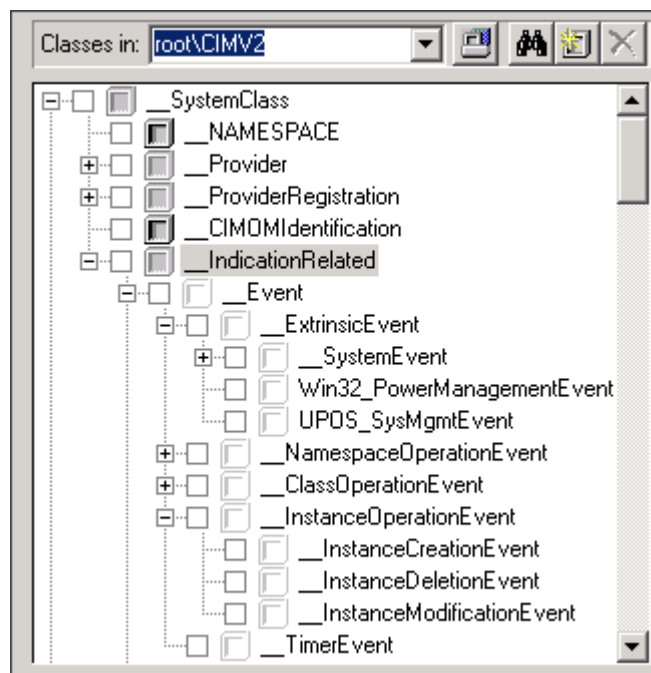 Classes in: root\CIMV2
__SystemClass
__NAMESPACE
__Provider
__ProviderRegistration
__CIMOMIdentification
__IndicationRelated
__Event
__ExtrinsicEvent
__SystemEvent
Win32_PowerManagementEvent
UPOS_SysMgmtEvent
__NamespaceOperationEvent
__ClassOperationEvent
__InstanceOperationEvent
__InstanceCreationEvent
__InstanceDeletionEvent
__InstanceModificationEvent
__TimerEvent